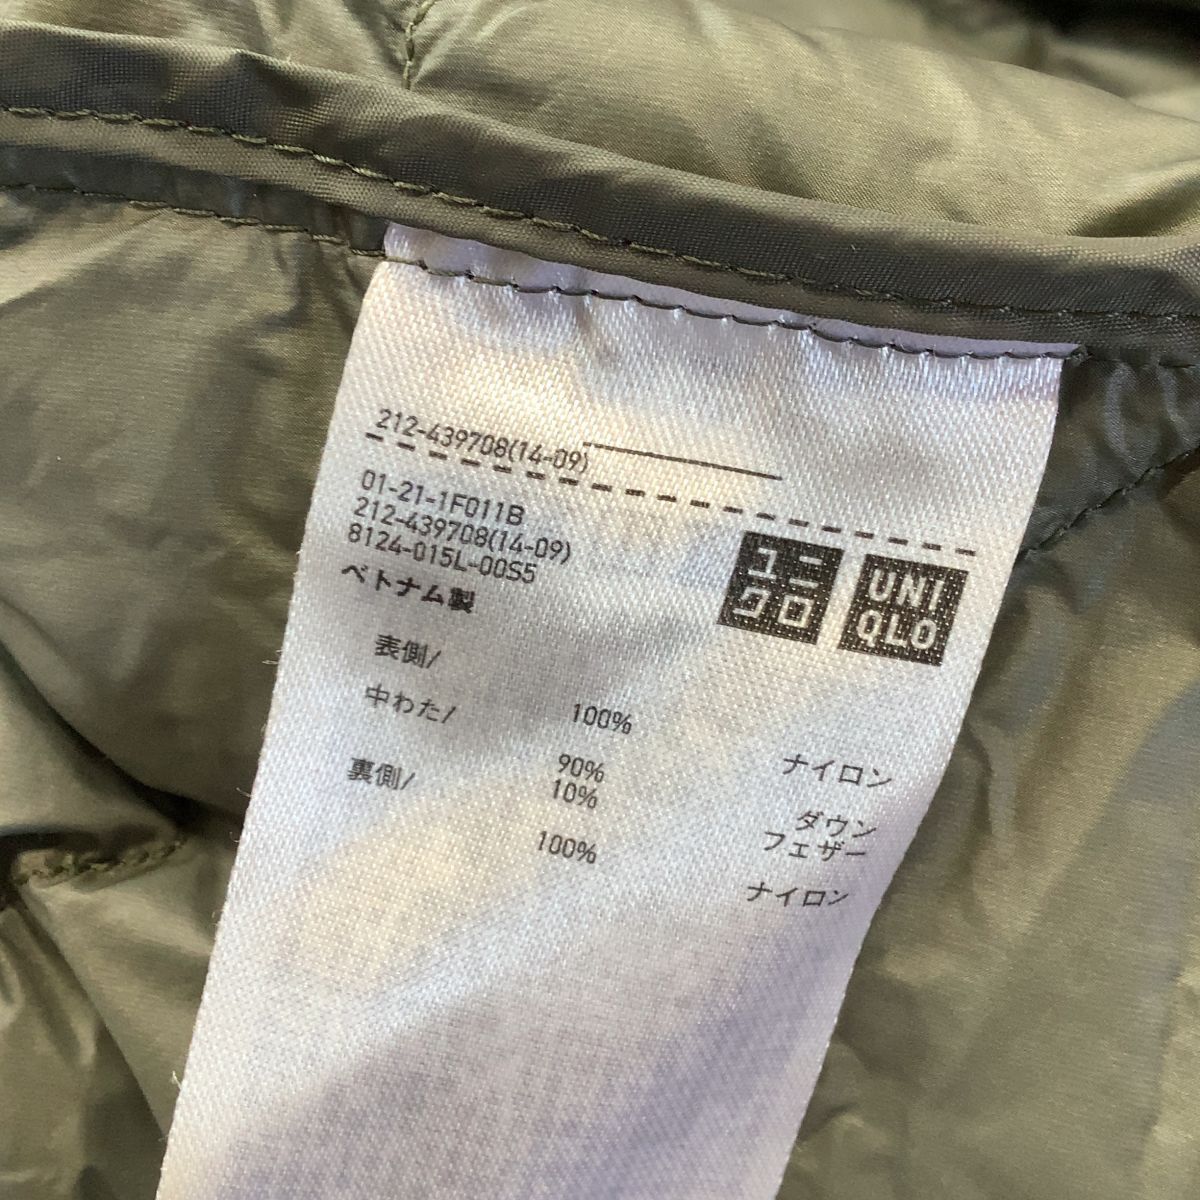 212-439708(14-09)
01-21-1F011B
212-439708(14-09)
8124-015L-00S5
ベトナム製
ユニ
クロ
UNI
QLO
表側/
100% ナイロン
中わた/
90% ダウン
10% フェザー
裏側/
100% ナイロン